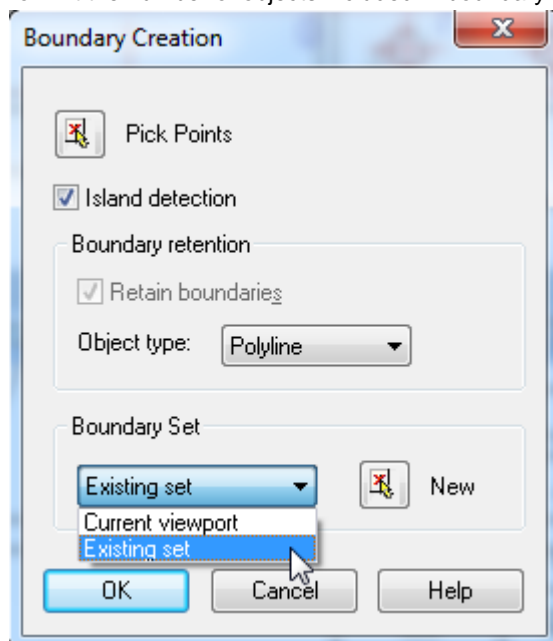 Boundary Creation
Pick Points
Island detection
Boundary retention
Retain boundaries
Object type: Polyline
Boundary Set
Existing set New
Current viewport
Existing set
OK Cancel Help